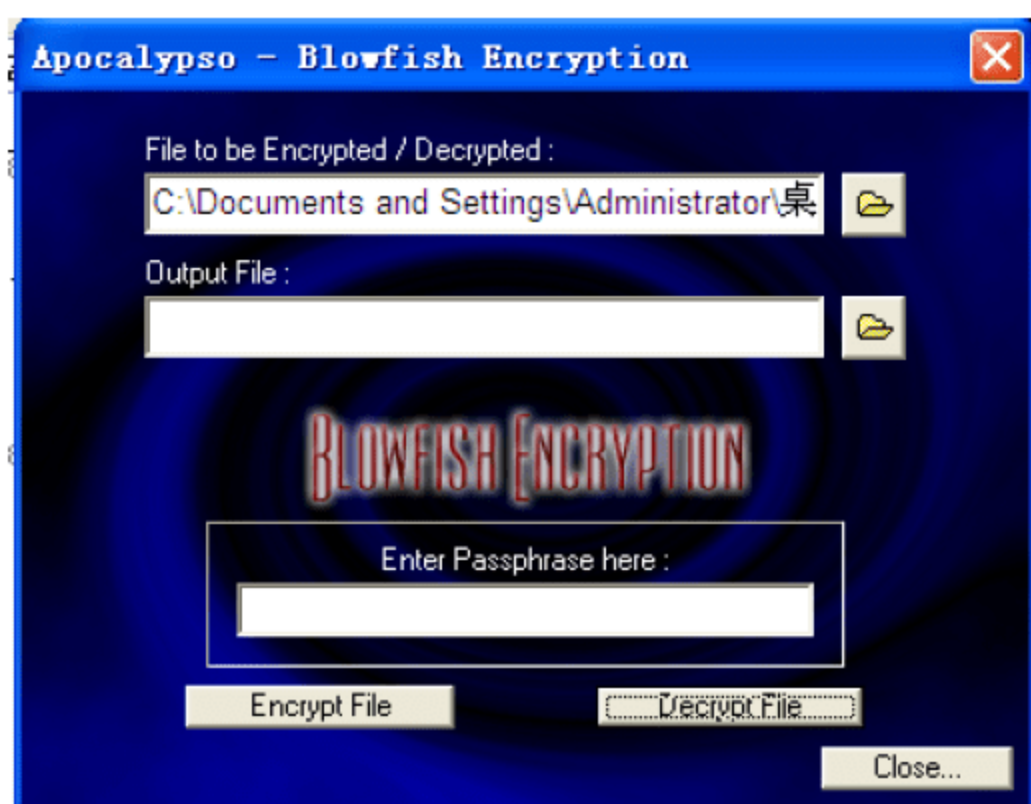 Apocalypso - Blowfish Encryption
File to be Encrypted / Decrypted :
C:\Documents and Settings\Administrator\桌
Output File :
BLOWFISH ENCRYPTION
Enter Passphrase here :
Encrypt File
Decrypt File
Close...